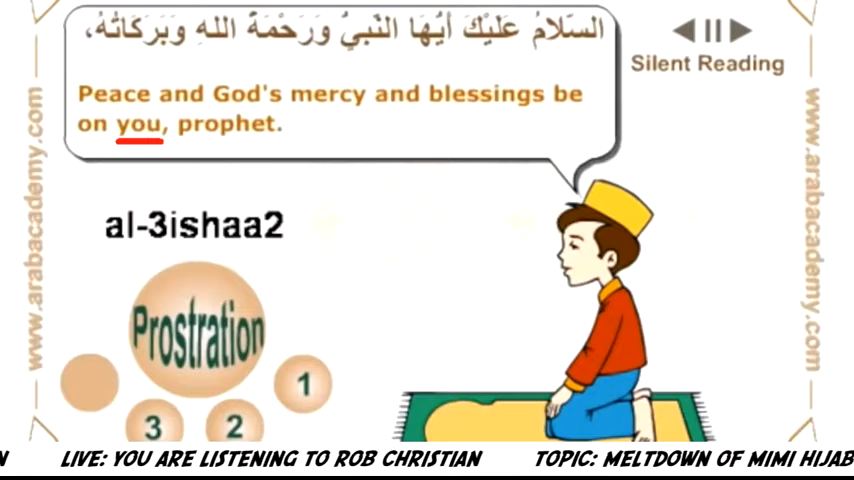 السّلامُ عَلَيْكَ أَيُّهَا النَّبيُّ وَرَحْمَةُ اللهِ وَبَرَكَاتُهُ،
Peace and God's mercy and blessings be
on you, prophet.
Silent Reading
www.arabacademy.com
www.arabacademy.com
al-3ishaa2
Prostration
1
3
2
N LIVE: YOU ARE LISTENING TO ROB CHRISTIAN TOPIC: MELTDOWN OF MIMI HIJAB